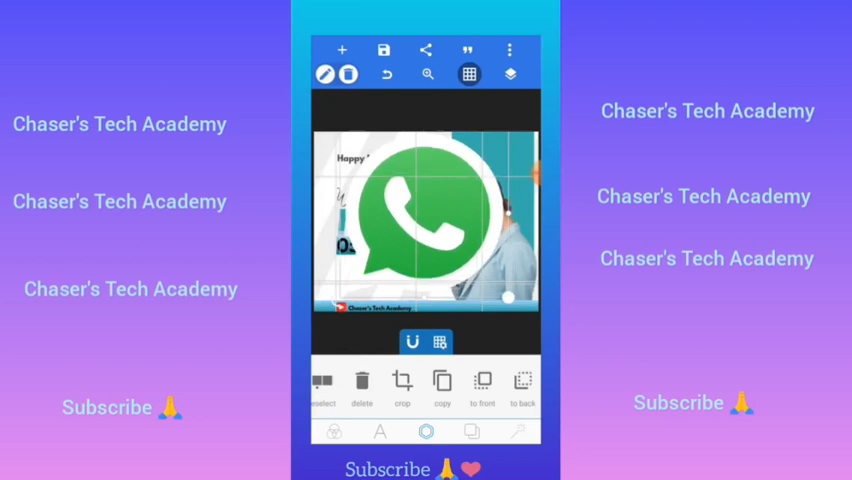 Chaser's Tech Academy
Chaser's Tech Academy
Chaser's Tech Academy
Subscribe 🙏
Happy
Chaser's Tech Academy
eselect
delete
crop
copy
to front
to back
A
Subscribe 🙏❤
Chaser's Tech Academy
Chaser's Tech Academy
Chaser's Tech Academy
Subscribe 🙏